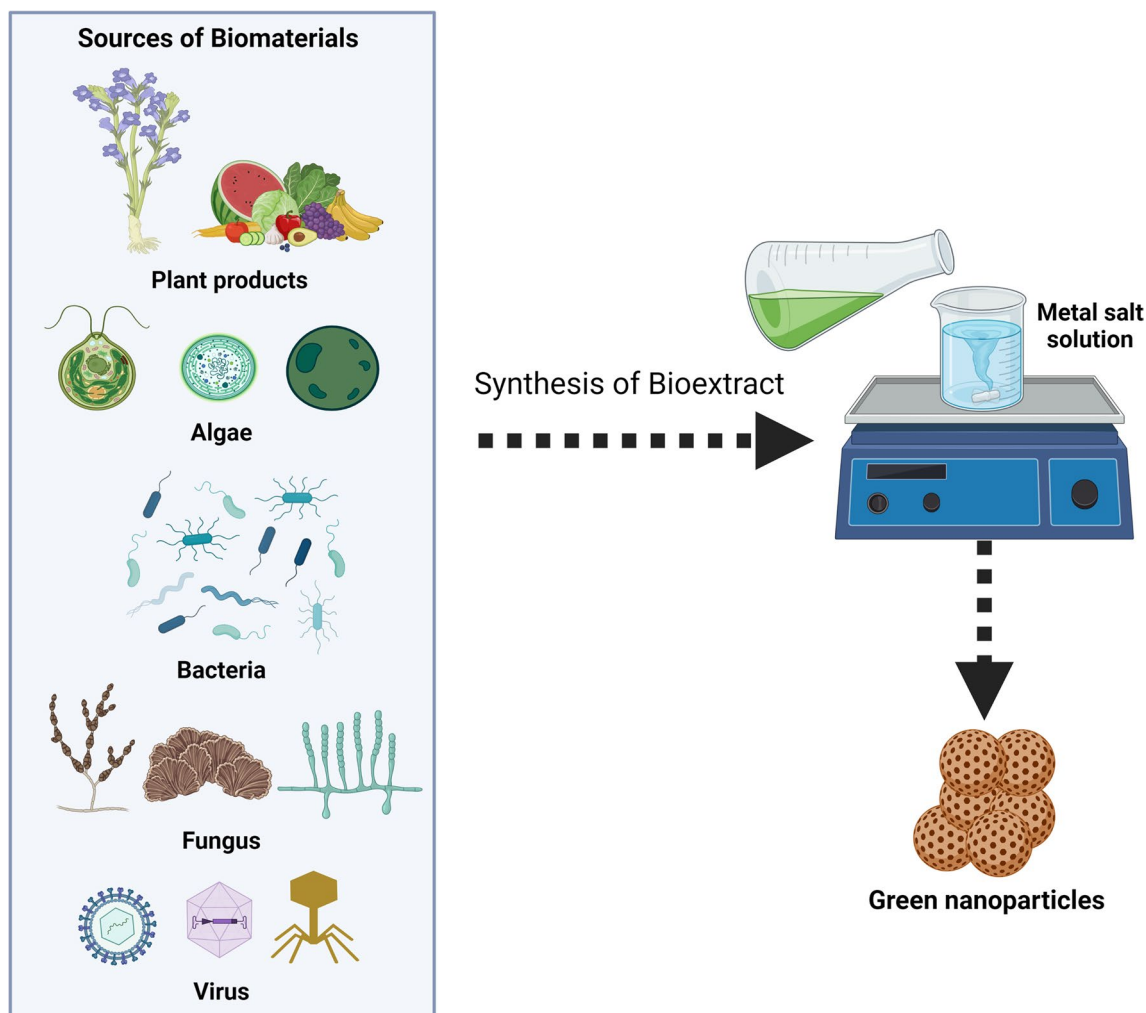 Sources of Biomaterials
Plant products
Algae
Bacteria
Fungus
Virus
Synthesis of Bioextract
Metal salt
solution
Green nanoparticles